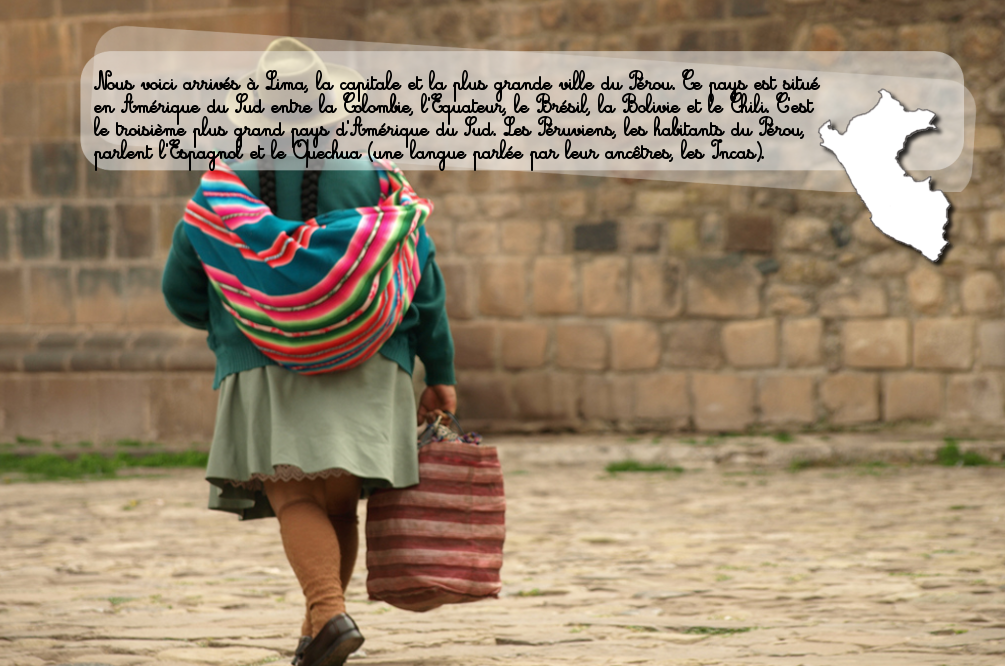 Nous voici arrivés à Lima, la capitale et la plus grande ville du Pérou. Ce pays est situé
en Amérique du Sud entre la Colombie, l'Equateur, le Brésil, la Bolivie et le Chili. C'est
le troisième plus grand pays d'Amérique du Sud. Les Péruviens, les habitants du Pérou,
parlent l'Espagnol et le Quechua (une langue parlée par leur ancêtres, les Incas).